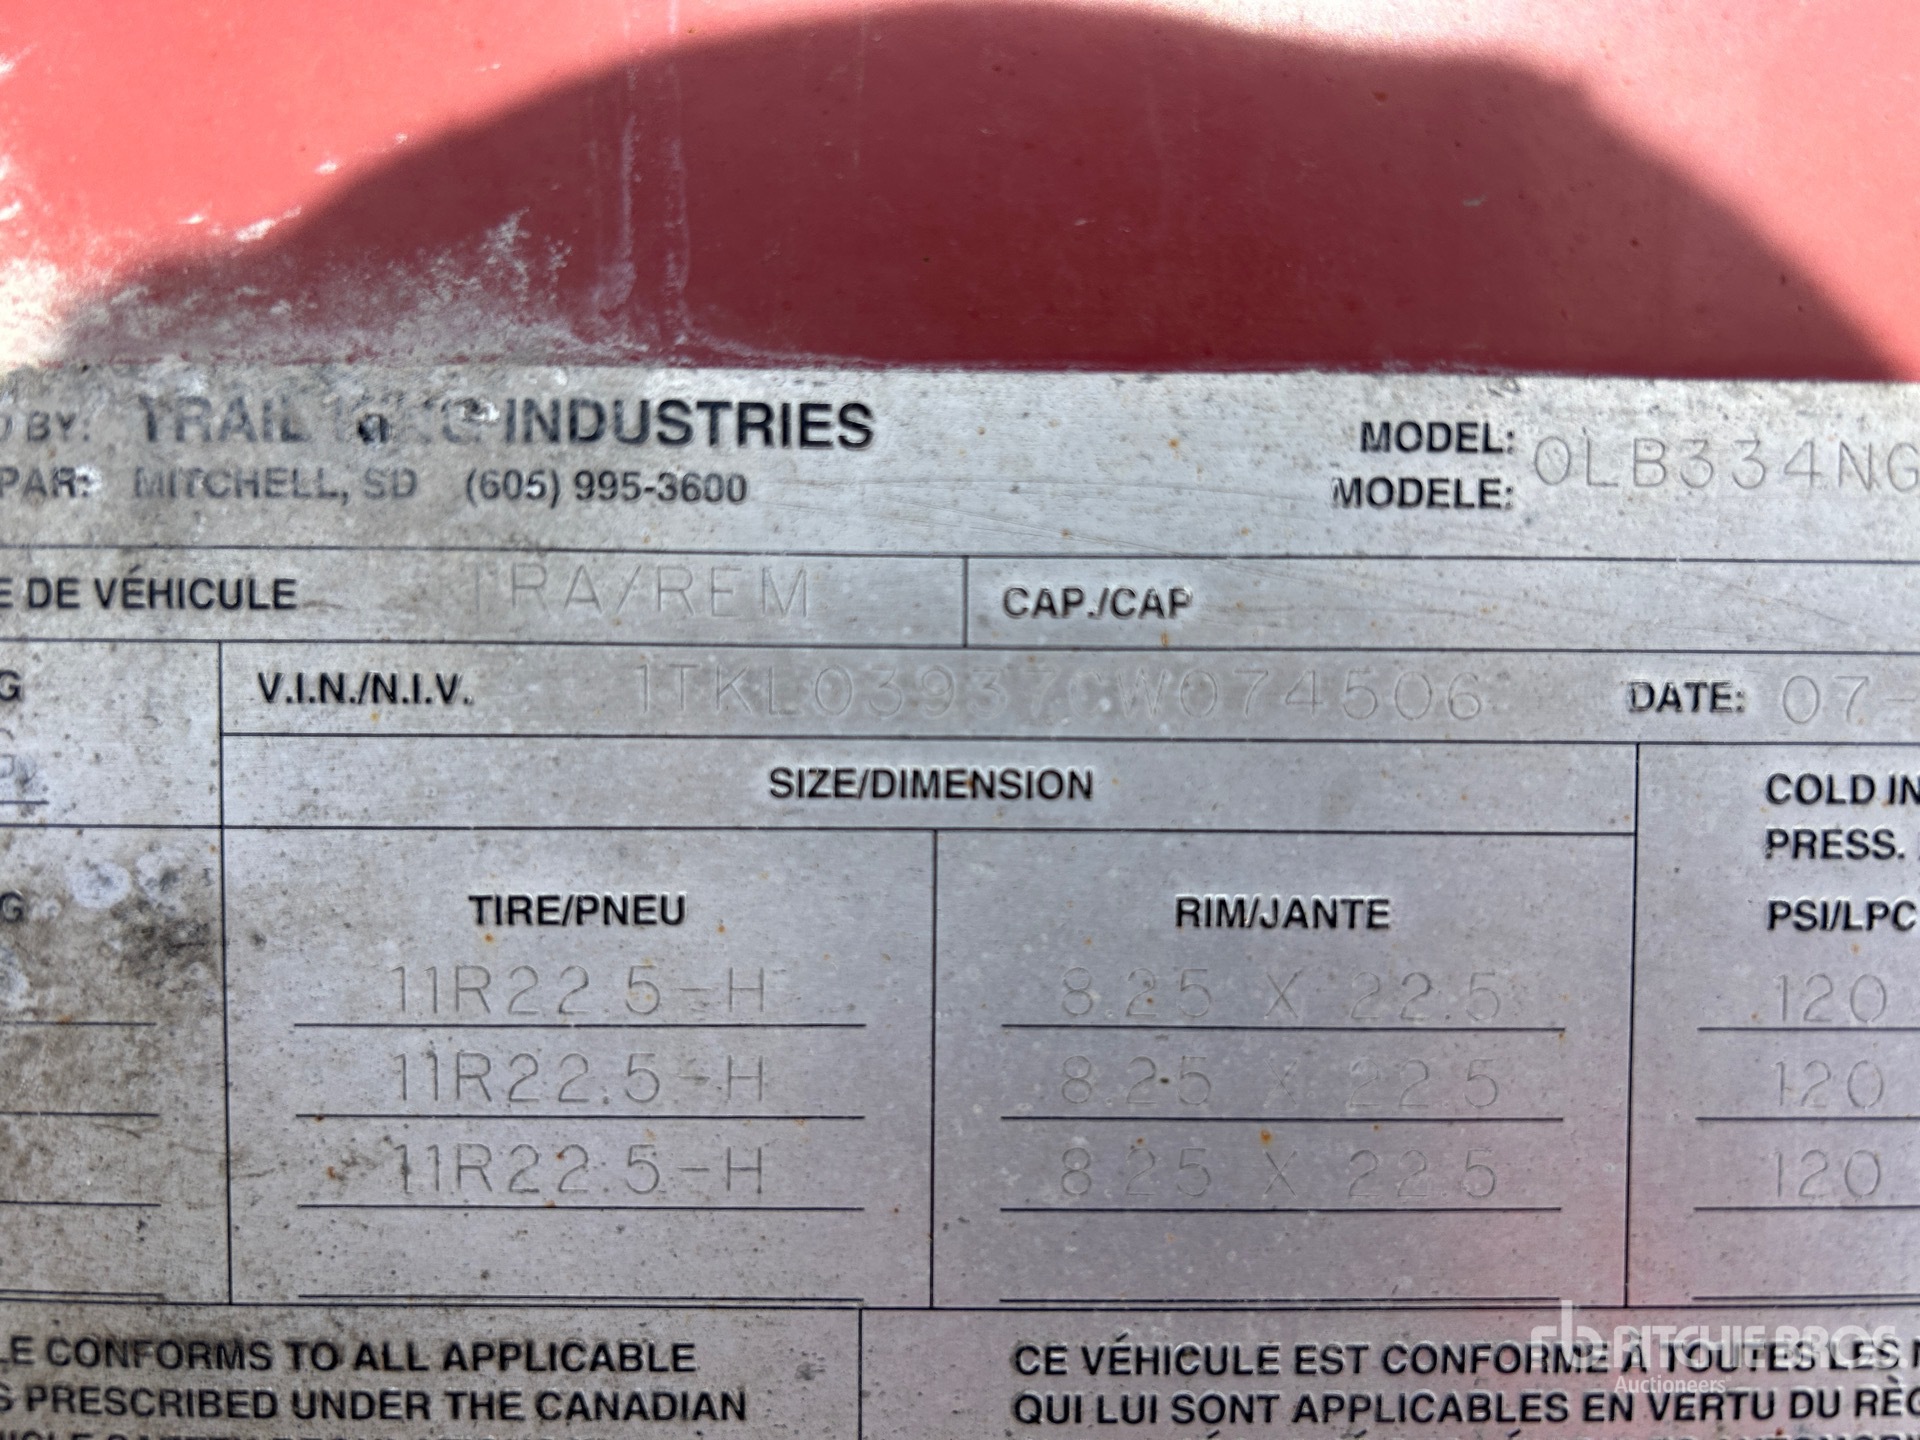 BY: TRAIL INDUSTRIES
PAR: MITCHELL, SD (605) 995-3600
MODEL: OLB334NG
MODELE:
E DE VÉHICULE TRA/REM CAP./CAP
G V.I.N./N.I.V. 1TKL03937CW074506 DATE: 07-
SIZE/DIMENSION
COLD IN
PRESS.
G TIRE/PNEU RIM/JANTE PSI/LPC
11R22.5-H 8.25 X 22.5 120
11R22.5-H 8.25 X 22.5 120
11R22.5-H 8.25 X 22.5 120
LE CONFORMS TO ALL APPLICABLE
S PRESCRIBED UNDER THE CANADIAN
CE VÉHICULE EST CONFORME À TOUTES LES
QUI LUI SONT APPLICABLES EN VERTU DU RÈG
rb RITCHIE BROS
Auctioneers